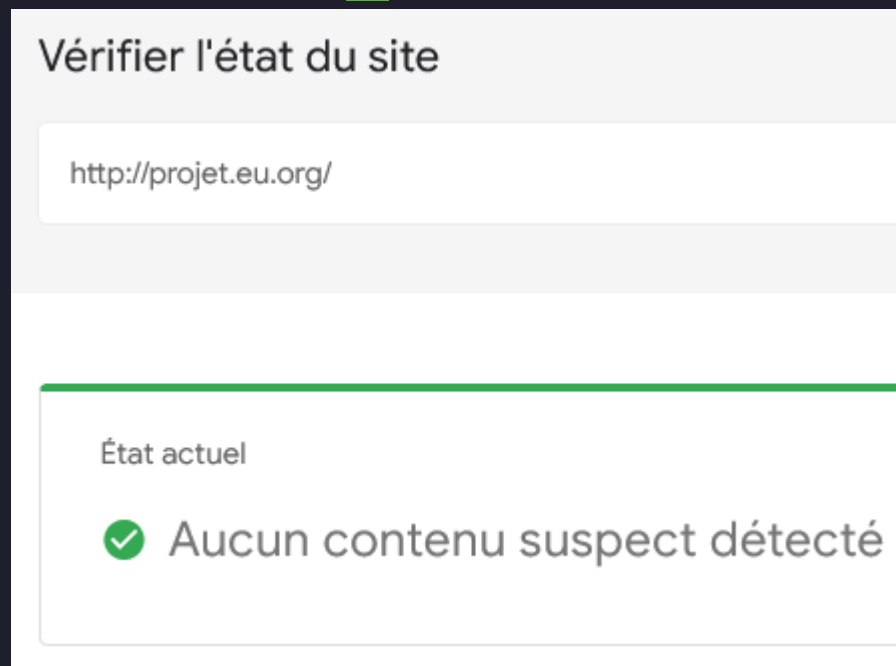 Vérifier l'état du site
http://projet.eu.org/
État actuel
Aucun contenu suspect détecté